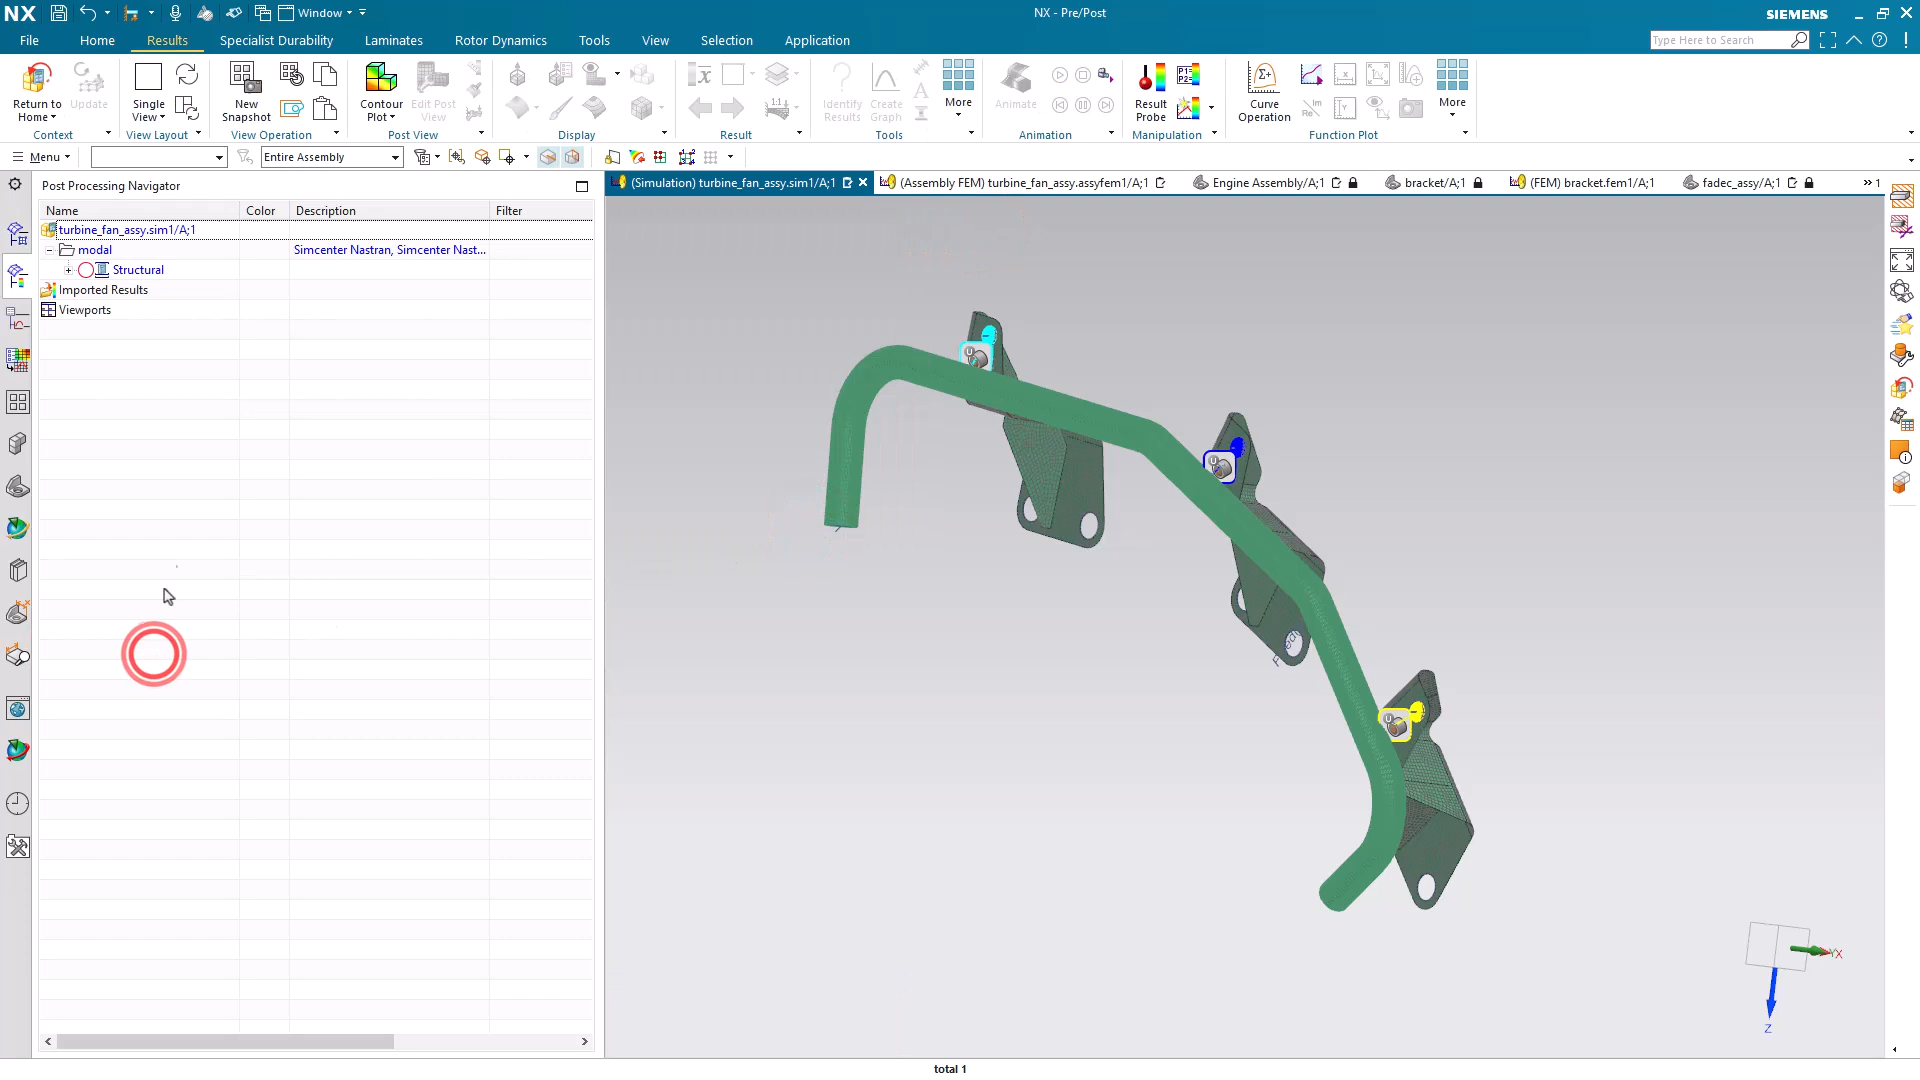 NX
Window
NX - Pre/Post
SIEMENS
File
Home
Results
Specialist Durability
Laminates
Rotor Dynamics
Tools
View
Selection
Application
Type Here to Search
Return to Home
Update
Single View
New Snapshot
Contour Plot
Edit Post View
Identify Results
Create Graph
More
Animate
Result Probe
Curve Operation
More
Context
View Layout
View Operation
Post View
Display
Result
Tools
Animation
Manipulation
Function Plot
Menu
Entire Assembly
Post Processing Navigator
(Simulation) turbine_fan_assy.sim1/A;1
(Assembly FEM) turbine_fan_assy.assyfem1/A;1
Engine Assembly/A;1
bracket/A;1
(FEM) bracket.fem1/A;1
fadec_assy/A;1
1
Name
Color
Description
Filter
turbine_fan_assy.sim1/A;1
modal
Simcenter Nastran, Simcenter Nast...
Structural
Imported Results
Viewports
YX
Z
total 1